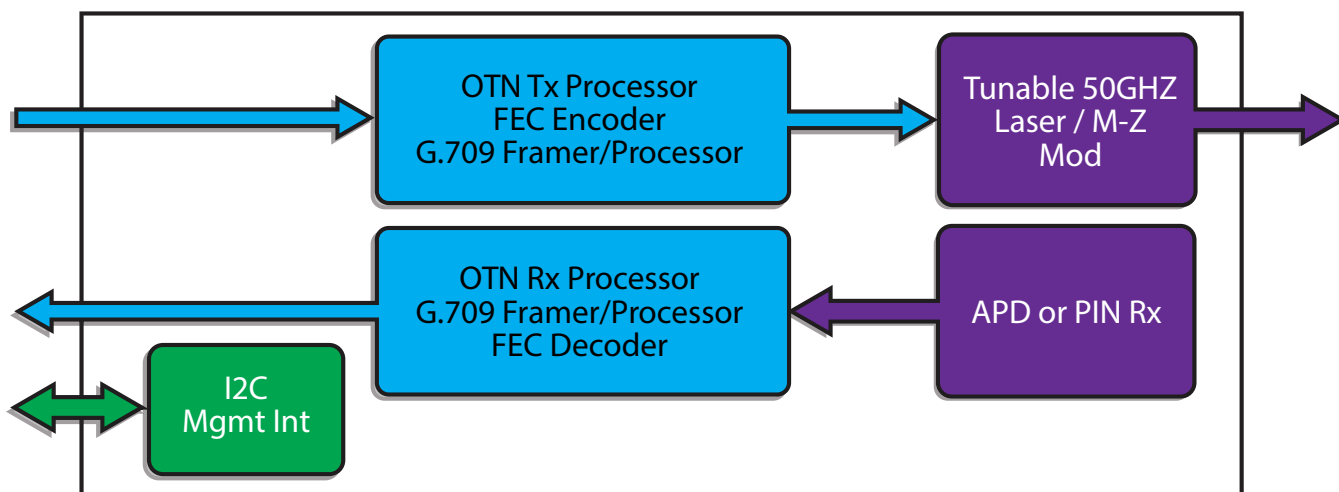 OTN Tx Processor
FEC Encoder
G.709 Framer/Processor
Tunable 50GHZ
Laser / M-Z
Mod
OTN Rx Processor
G.709 Framer/Processor
FEC Decoder
APD or PIN Rx
I2C
Mgmt Int